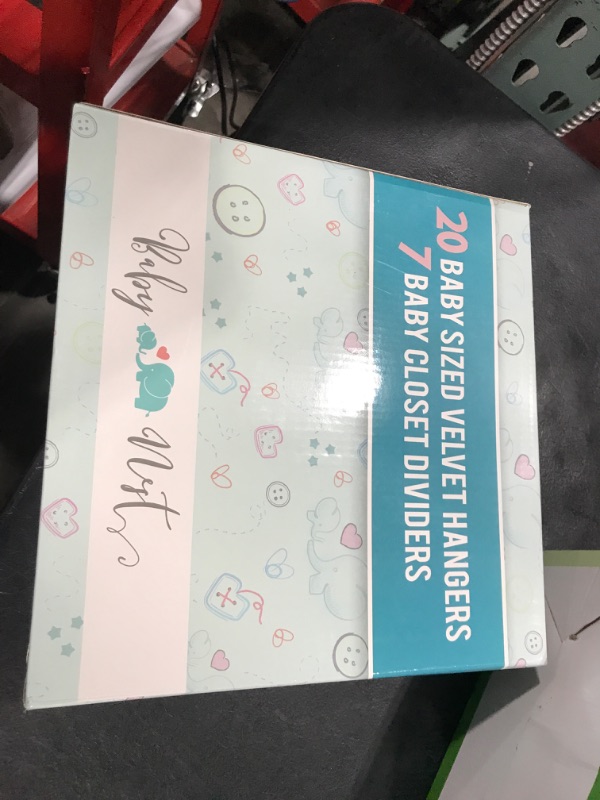 20 BABY SIZED VELVET HANGERS
7 BABY CLOSET DIVIDERS
Baby Nest